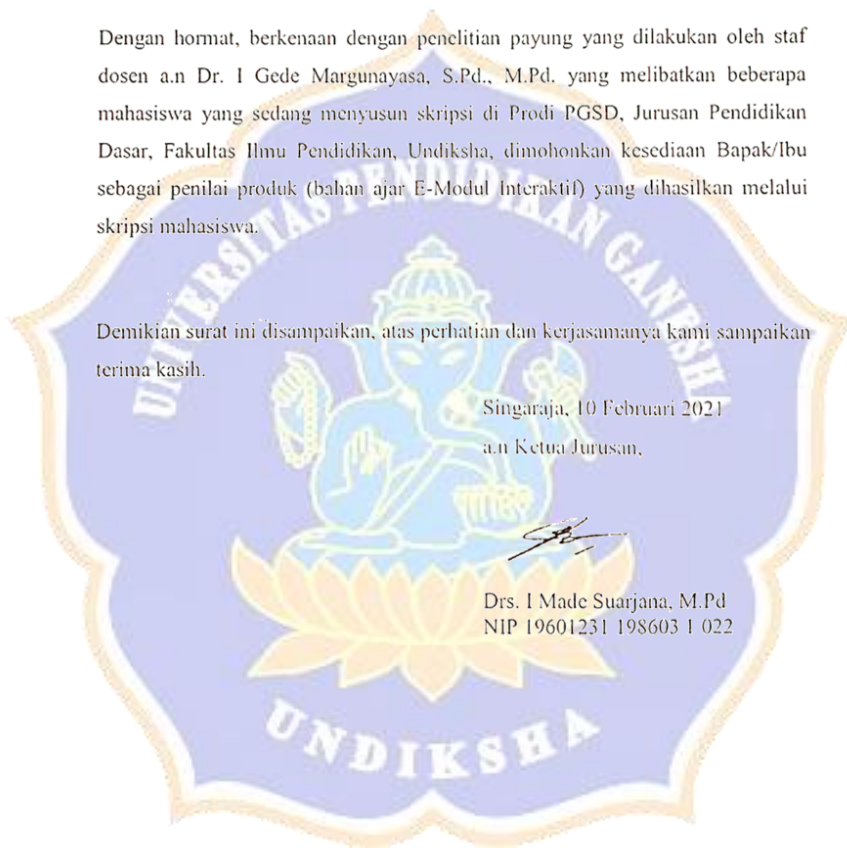 Dengan hormat, berkenaan dengan penelitian payung yang dilakukan oleh staf
dosen a.n Dr. I Gede Margunayasa, S.Pd., M.Pd. yang melibatkan beberapa
mahasiswa yang sedang menyusun skripsi di Prodi PGSD, Jurusan Pendidikan
Dasar, Fakultas Ilmu Pendidikan, Undiksha, dimohonkan kesediaan Bapak/Ibu
sebagai penilai produk (bahan ajar E-Modul Interaktif) yang dihasilkan melalui
skripsi mahasiswa.
UNIVERSITAS PENDIDIKAN GANESHA
Demikian surat ini disampaikan, atas perhatian dan kerjasamanya kami sampaikan
terima kasih.
Singaraja, 10 Februari 2021
a.n Ketua Jurusan,
Drs. I Made Suarjana, M.Pd
NIP 19601231 198603 1 022
UNDIKSHA